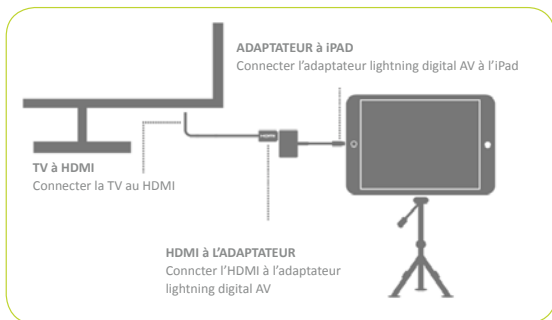 ADAPTATEUR à iPAD
Connecter l'adaptateur lightning digital AV à l'iPad
TV à HDMI
Connecter la TV au HDMI
HDMI à L'ADAPTATEUR
Conncter l'HDMI à l'adaptateur
lightning digital AV